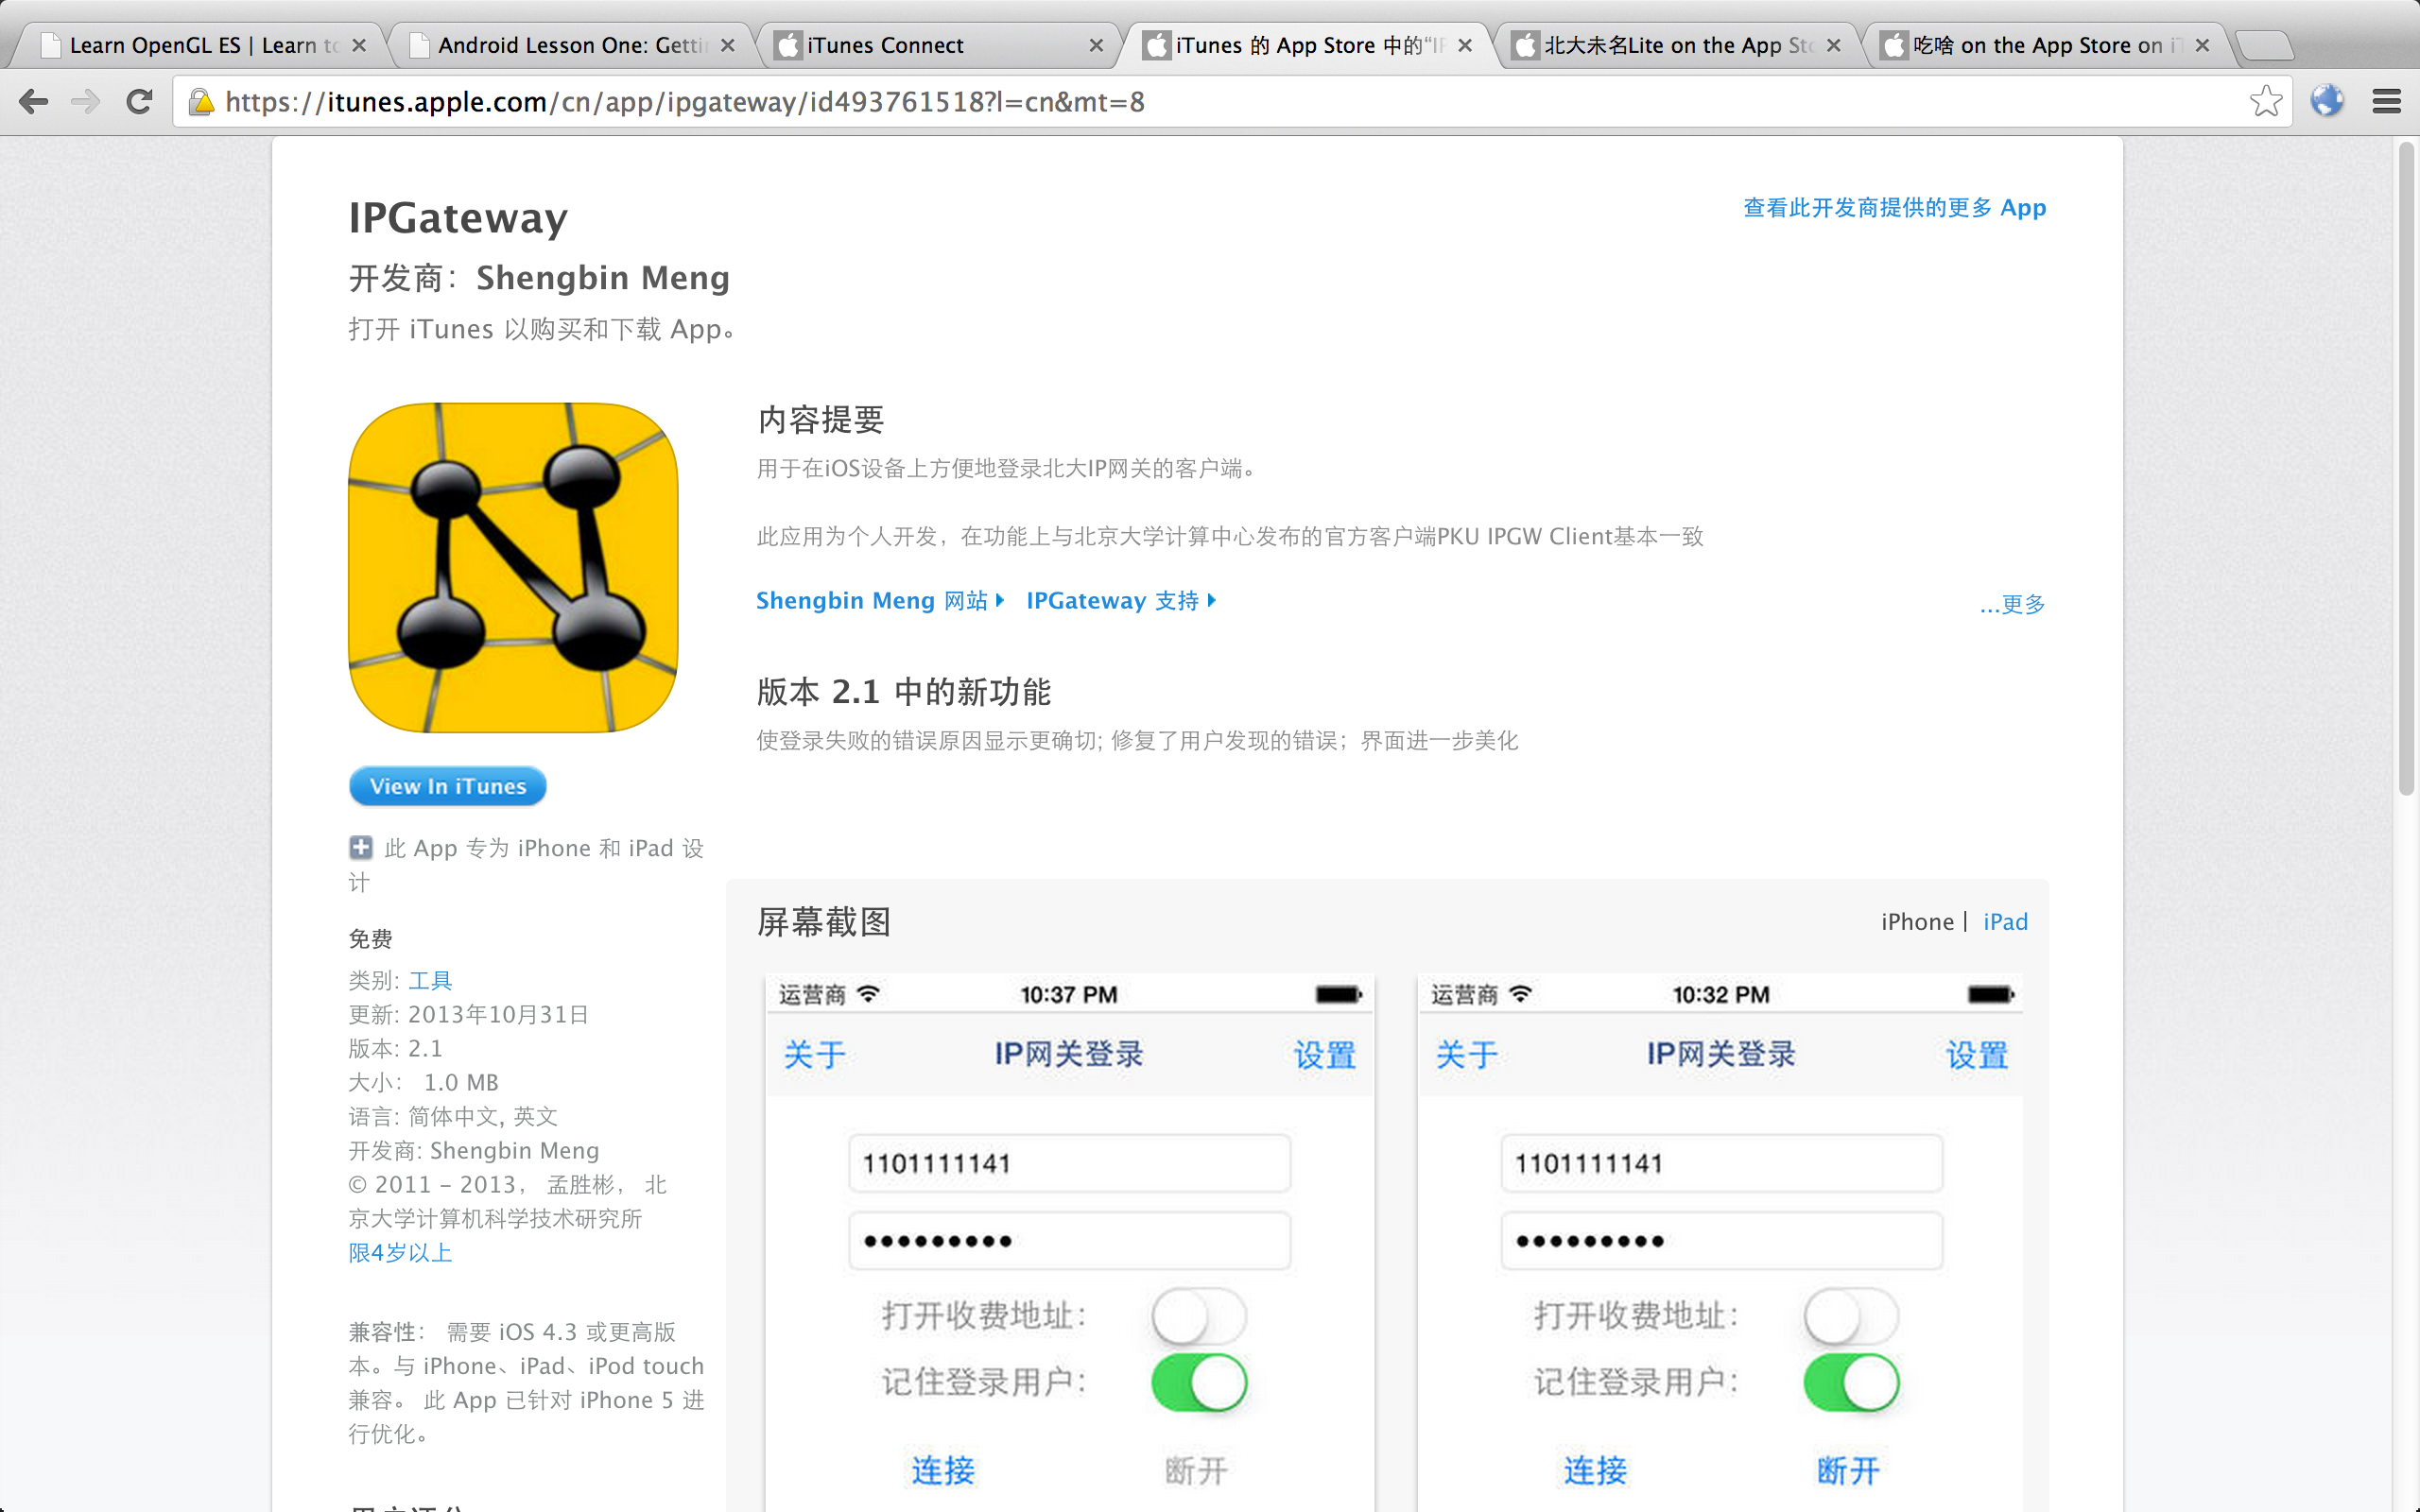 Learn OpenGL ES | Learn to
Android Lesson One: Getti
iTunes Connect
iTunes 的 App Store 中的“IP
北大未名Lite on the App Sto
吃啥 on the App Store on iT
https://itunes.apple.com/cn/app/ipgateway/id493761518?l=cn&mt=8
IPGateway
查看此开发商提供的更多 App
开发商：Shengbin Meng
打开 iTunes 以购买和下载 App。
内容提要
用于在iOS设备上方便地登录北大IP网关的客户端。
此应用为个人开发，在功能上与北京大学计算中心发布的官方客户端PKU IPGW Client基本一致
Shengbin Meng 网站 IPGateway 支持
...更多
版本 2.1 中的新功能
使登录失败的错误原因显示更确切; 修复了用户发现的错误；界面进一步美化
View In iTunes
此 App 专为 iPhone 和 iPad 设
计
免费
类别: 工具
更新: 2013年10月31日
版本: 2.1
大小： 1.0 MB
语言: 简体中文, 英文
开发商: Shengbin Meng
© 2011 - 2013， 孟胜彬， 北
京大学计算机科学技术研究所
限4岁以上
兼容性： 需要 iOS 4.3 或更高版
本。与 iPhone、iPad、iPod touch
兼容。 此 App 已针对 iPhone 5 进
行优化。
屏幕截图
iPhone | iPad
运营商 10:37 PM
关于 IP网关登录 设置
1101111141
•••••••••
打开收费地址：
记住登录用户：
连接 断开
运营商 10:32 PM
关于 IP网关登录 设置
1101111141
•••••••••
打开收费地址：
记住登录用户：
连接 断开